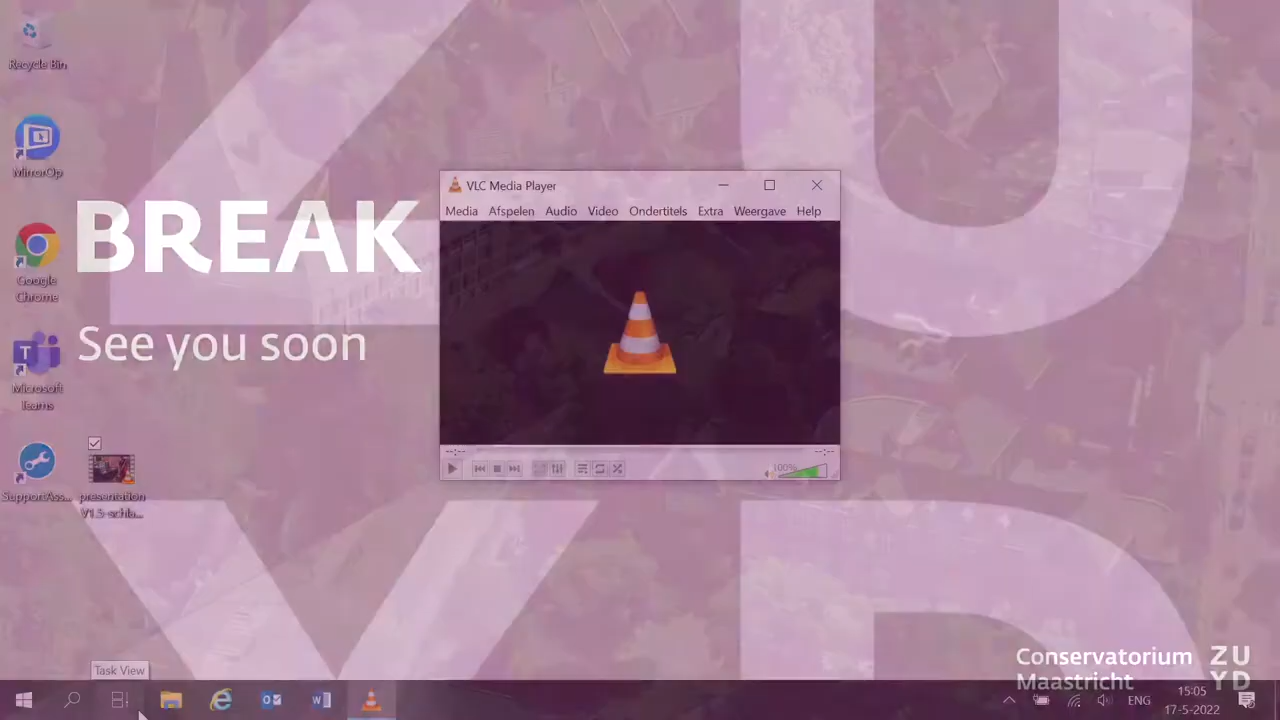 Recycle Bin
MirrorOp
Google
Chrome
Microsoft
Teams
SupportAss...
presentation
V1.5-schla...
BREAK
See you soon
VLC Media Player
Media Afspelen Audio Video Ondertitels Extra Weergave Help
--:-- --:--
100%
Task View
Conservatorium
Maastricht
ZU
YD
ENG
15:05
17-5-2022